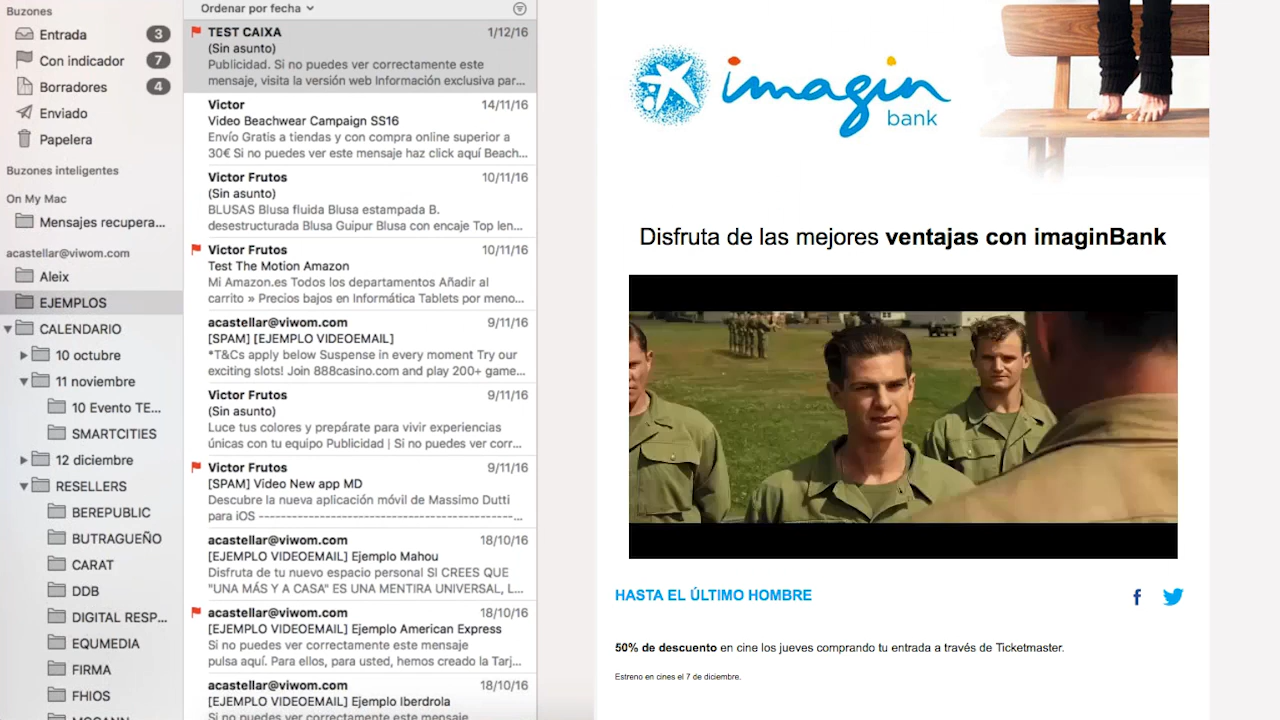 Buzones
Entrada 3
Con indicador 7
Borradores 4
Enviado
Papelera
Buzones inteligentes
On My Mac
Mensajes recupera...
acastellar@viwom.com
Aleix
EJEMPLOS
CALENDARIO
10 octubre
11 noviembre
10 Evento TE...
SMARTCITIES
12 diciembre
RESELLERS
BEREPUBLIC
BUTRAGUEÑO
CARAT
DDB
DIGITAL RESP...
EQUMEDIA
FIRMA
FHIOS
Ordenar por fecha
TEST CAIXA 1/12/16
(Sin asunto)
Publicidad. Si no puedes ver correctamente este
mensaje, visita la versión web Información exclusiva par...
Victor 14/11/16
Video Beachwear Campaign SS16
Envío Gratis a tiendas y con compra online superior a
30€ Si no puedes ver este mensaje haz click aquí Beach...
Victor Frutos 10/11/16
(Sin asunto)
BLUSAS Blusa fluida Blusa estampada B.
desestructurada Blusa Guipur Blusa con encaje Top len...
Victor Frutos 10/11/16
Test The Motion Amazon
Mi Amazon.es Todos los departamentos Añadir al
carrito » Precios bajos en Informática Tablets por meno...
acastellar@viwom.com 9/11/16
[SPAM] [EJEMPLO VIDEOEMAIL]
*T&Cs apply below Suspense in every moment Try our
exciting slots! Join 888casino.com and play 200+ game...
Victor Frutos 9/11/16
(Sin asunto)
Luce tus colores y prepárate para vivir experiencias
únicas con tu equipo Publicidad | Si no puedes ver corr...
Victor Frutos 9/11/16
[SPAM] Vídeo New app MD
Descubre la nueva aplicación móvil de Massimo Dutti
para iOS ------------------------------------------------...
acastellar@viwom.com 18/10/16
[EJEMPLO VIDEOEMAIL] Ejemplo Mahou
Disfruta de tu nuevo espacio personal SI CREES QUE
"UNA MÁS Y A CASA" ES UNA MENTIRA UNIVERSAL, L...
acastellar@viwom.com 18/10/16
[EJEMPLO VIDEOEMAIL] Ejemplo American Express
Si no puedes ver correctamente este mensaje
pulsa aquí. Para ellos, para usted, hemos creado la Tarj...
acastellar@viwom.com 18/10/16
[EJEMPLO VIDEOEMAIL] Ejemplo Iberdrola
Si no puedes ver correctamente este mensaje
imagin
bank
Disfruta de las mejores ventajas con imaginBank
HASTA EL ÚLTIMO HOMBRE
50% de descuento en cine los jueves comprando tu entrada a través de Ticketmaster.
Estreno en cines el 7 de diciembre.